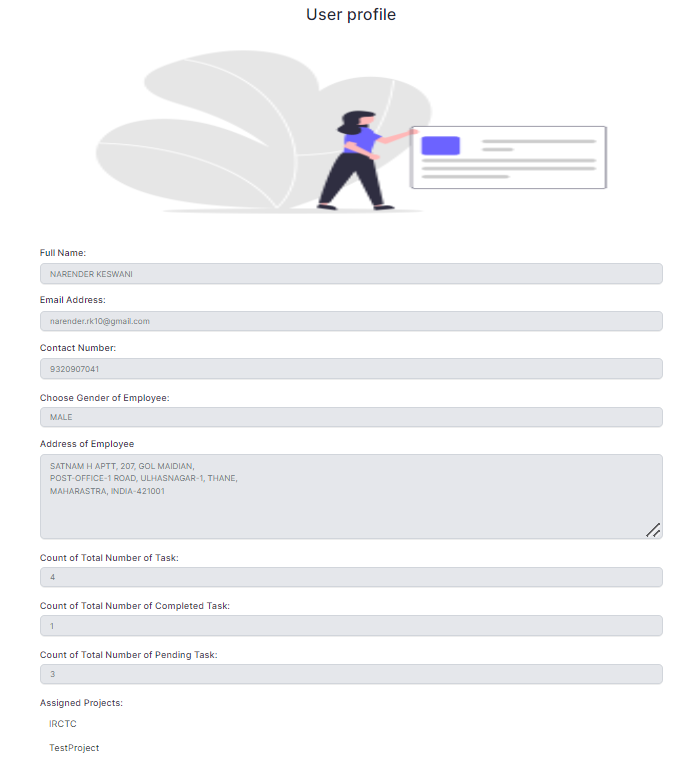 User profile
Full Name:
NARENDER KESWANI
Email Address:
narender.rk10@gmail.com
Contact Number:
9320907041
Choose Gender of Employee:
MALE
Address of Employee
SATNAM H APTT, 207, GOL MAIDIAN,
POST-OFFICE-1 ROAD, ULHASNAGAR-1, THANE,
MAHARASTRA, INDIA-421001
Count of Total Number of Task:
4
Count of Total Number of Completed Task:
1
Count of Total Number of Pending Task:
3
Assigned Projects:
IRCTC
TestProject